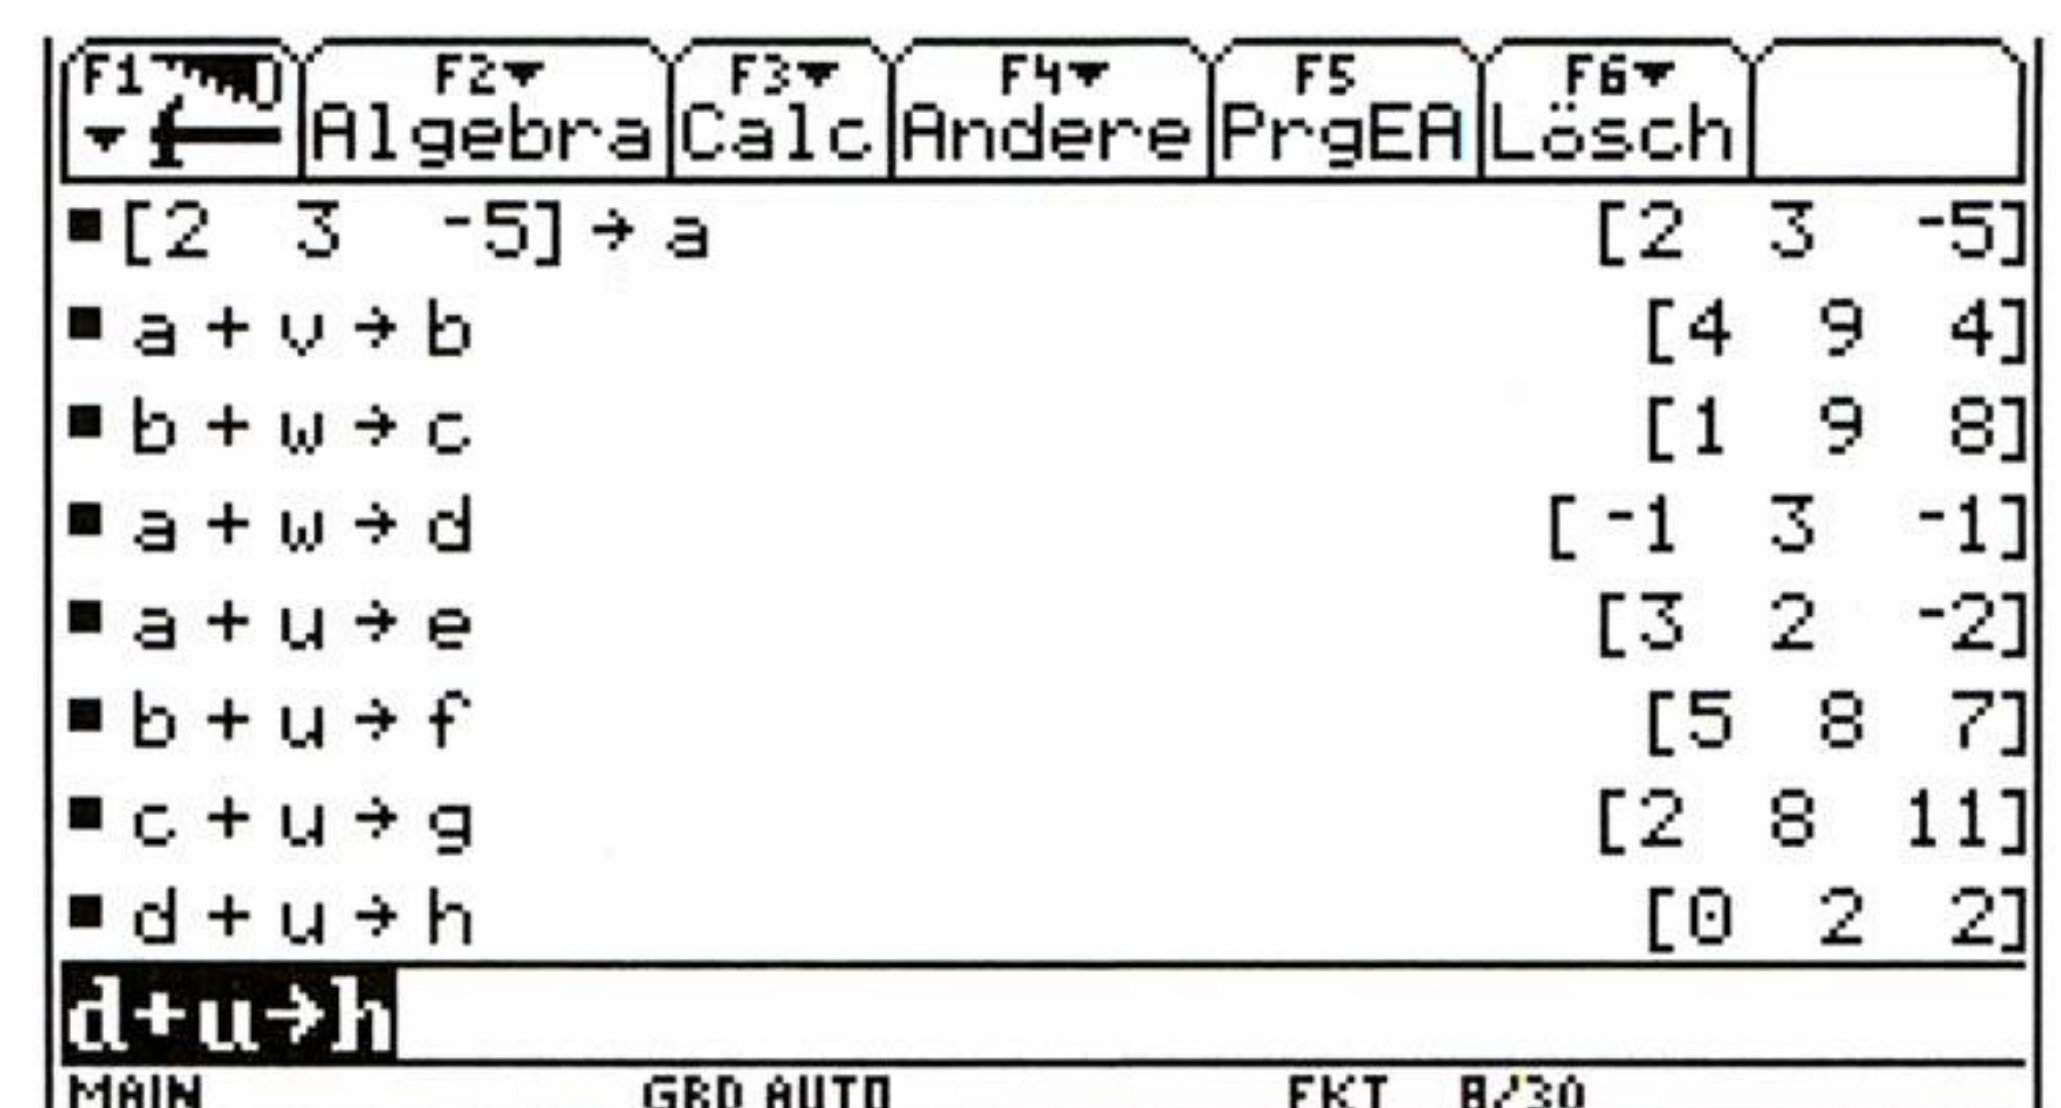 F1 F2 F3 F4 F5 F6
Algebra Calc Andere PrgEA Lösch
[2 3 -5]→a [2 3 -5]
a+v→b [4 9 4]
b+w→c [1 9 8]
a+w→d [-1 3 -1]
a+u→e [3 2 -2]
b+u→f [5 8 7]
c+u→g [2 8 11]
d+u→h [0 2 2]
d+u→h
MAIN GRD AUTO FKT 8/30